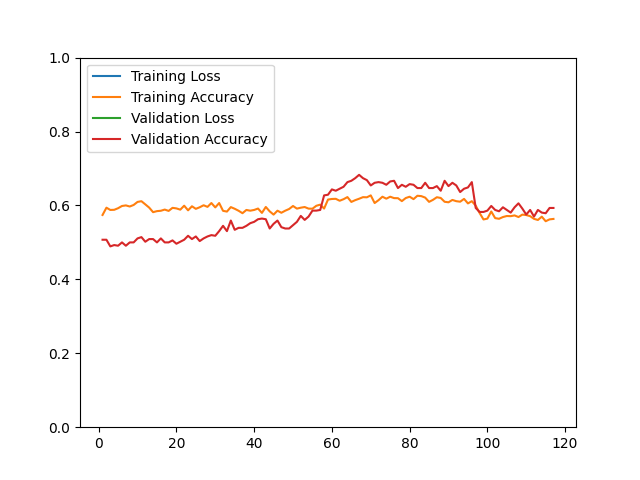 1.0
0.8
0.6
0.4
0.2
0.0
Training Loss
Training Accuracy
Validation Loss
Validation Accuracy
0 20 40 60 80 100 120